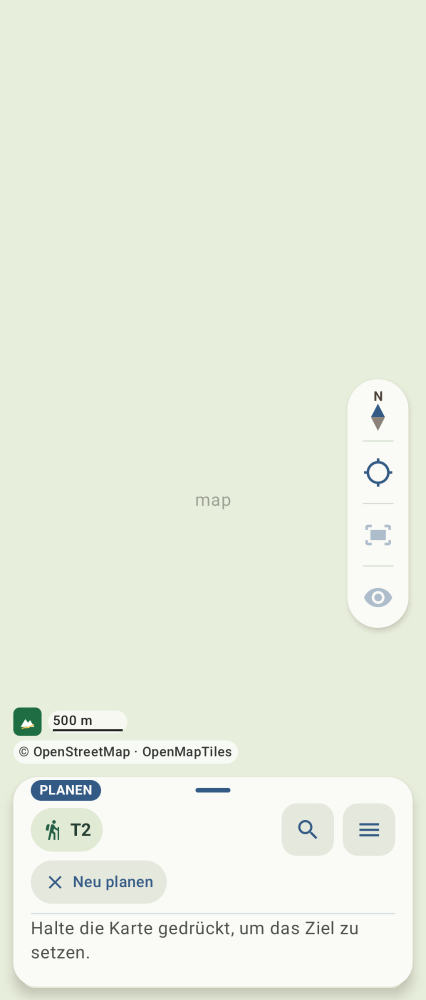 N
map
500 m
© OpenStreetMap · OpenMapTiles
PLANEN
T2
Neu planen
Halte die Karte gedrückt, um das Ziel zu
setzen.